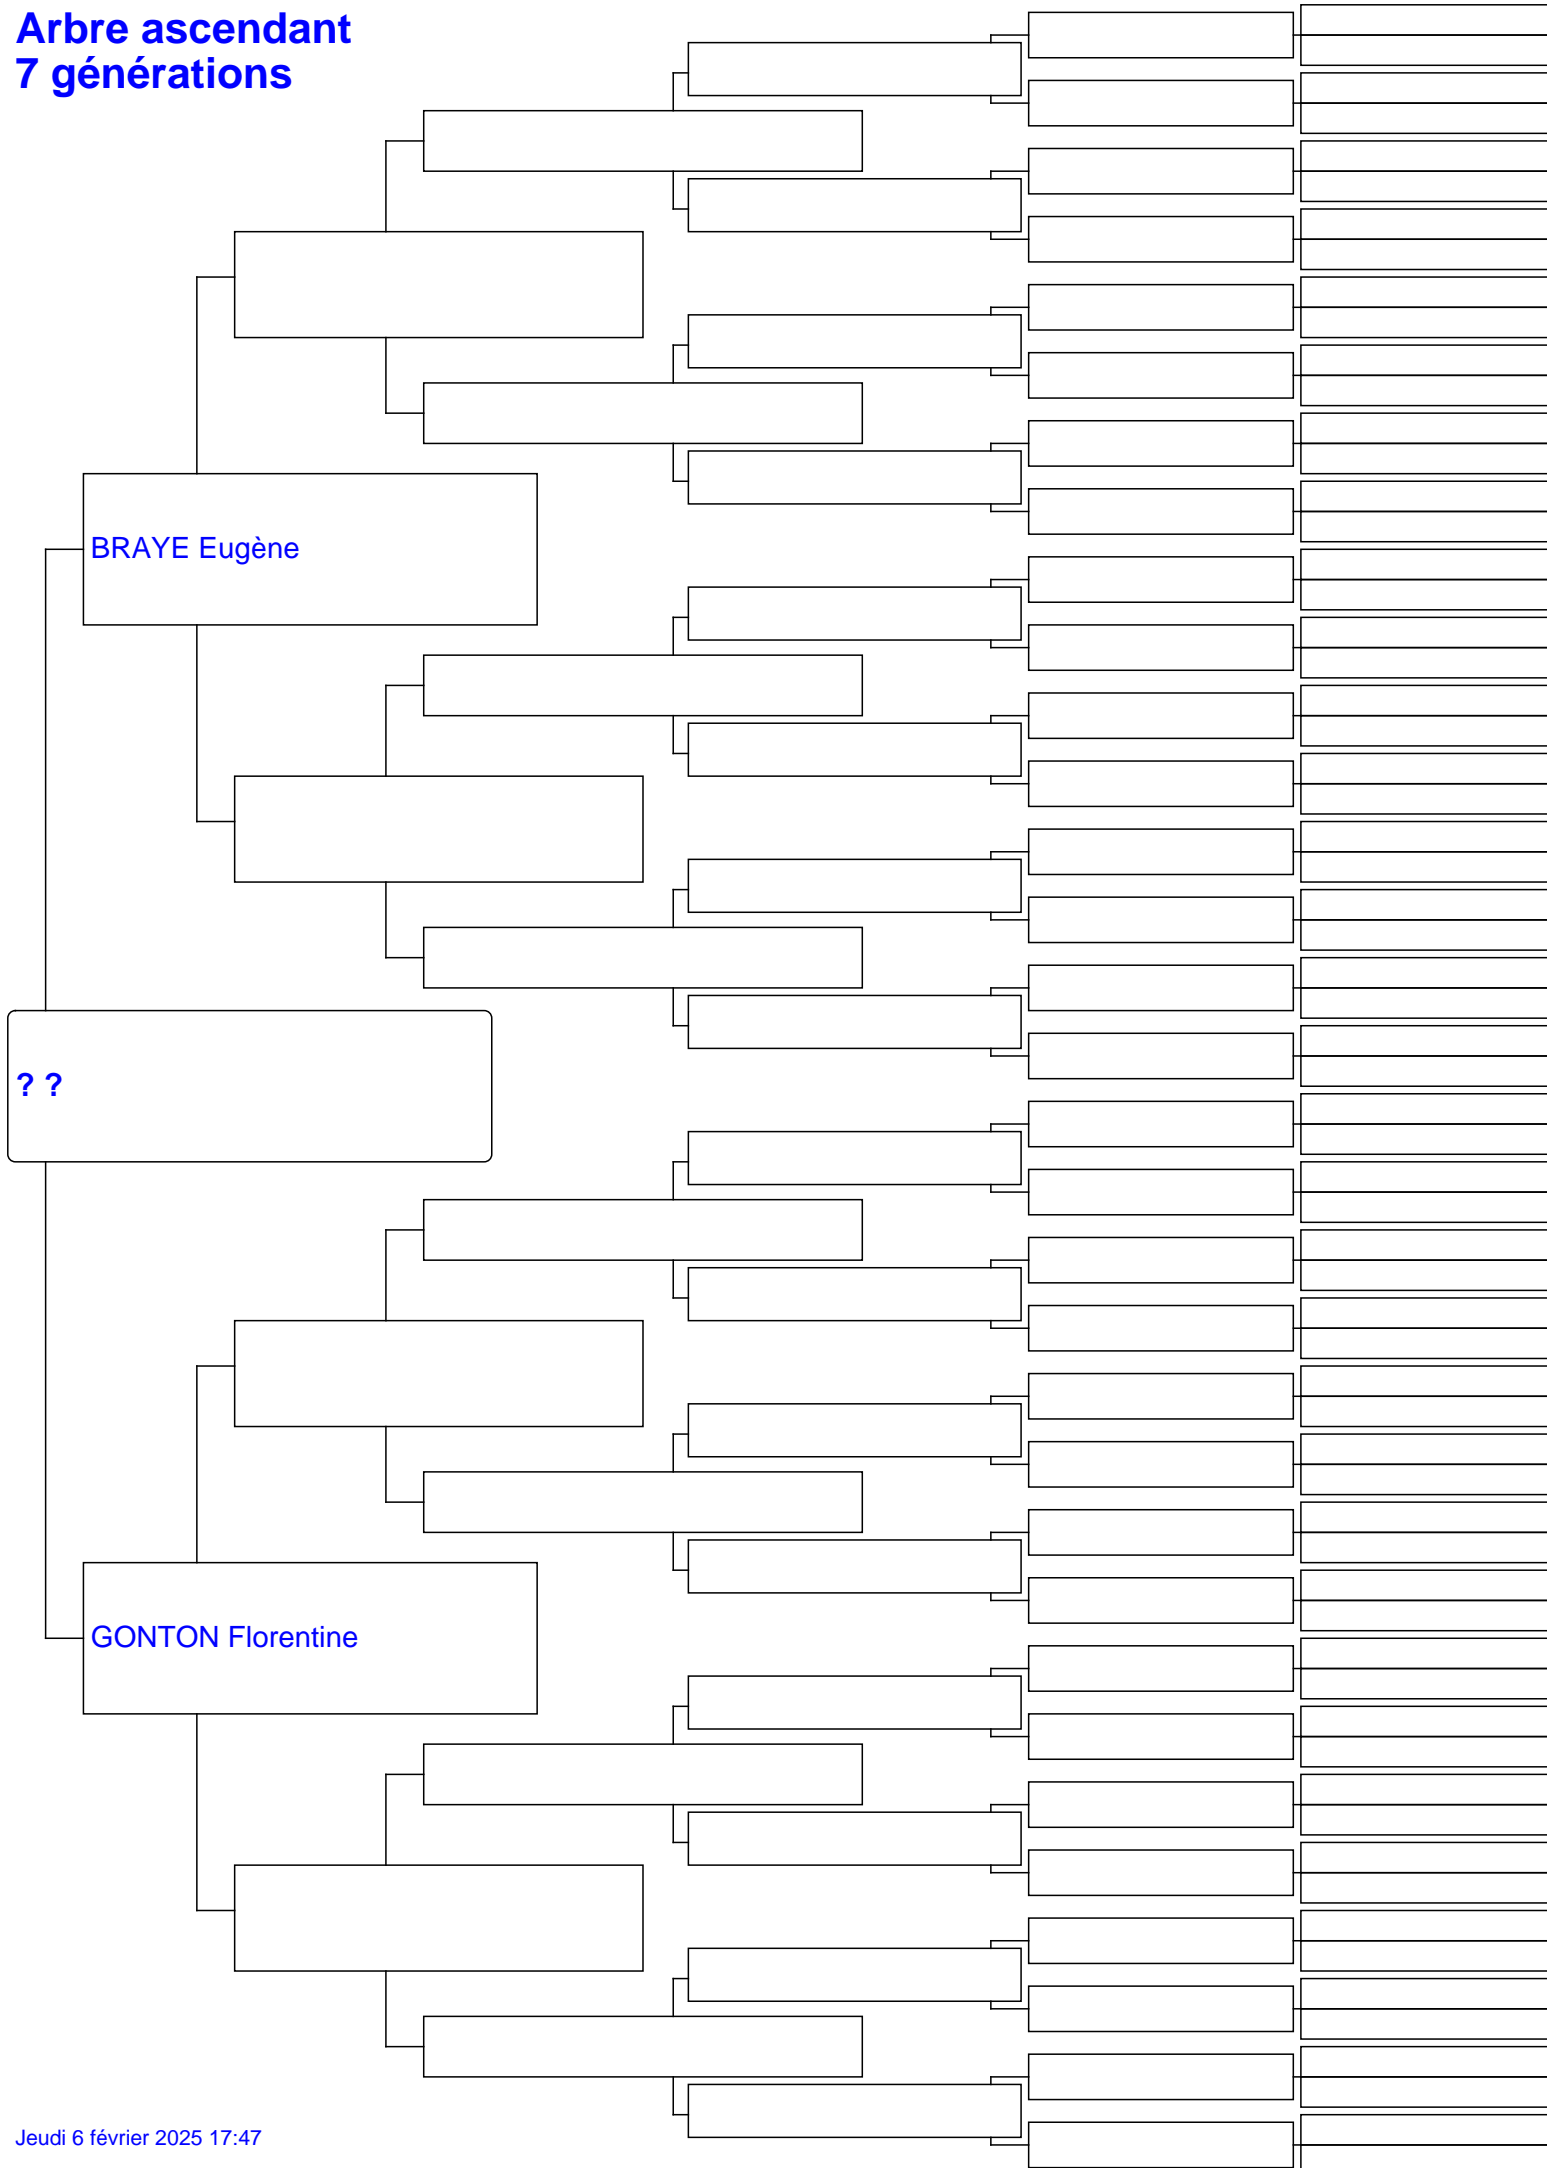 Arbre ascendant
7 générations
BRAYE Eugène
? ?
GONTON Florentine
Jeudi 6 février 2025 17:47